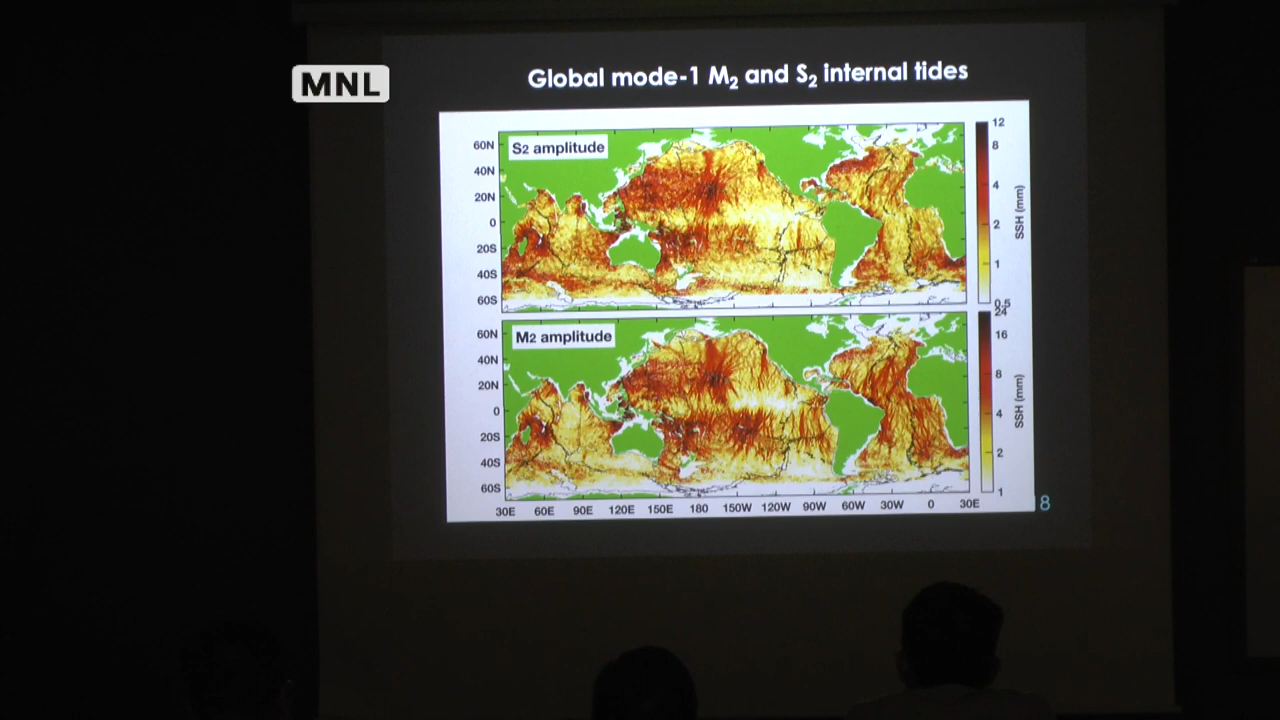 MNL
Global mode-1 M2 and S2 internal tides
S2 amplitude
60N
40N
20N
0
20S
40S
60S
12
8
4
2
1
0.5
SSH (mm)
M2 amplitude
60N
40N
20N
0
20S
40S
60S
24
16
8
4
2
1
SSH (mm)
30E 60E 90E 120E 150E 180 150W 120W 90W 60W 30W 0 30E
8